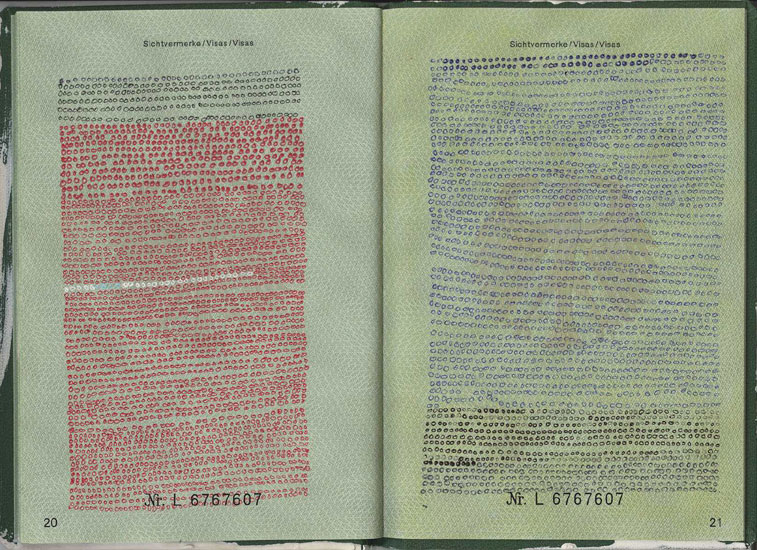 Sichtvermerke/Visas/Visas
Nr. L 6767607
20
Sichtvermerke/Visas/Visas
Nr. L 6767607
21